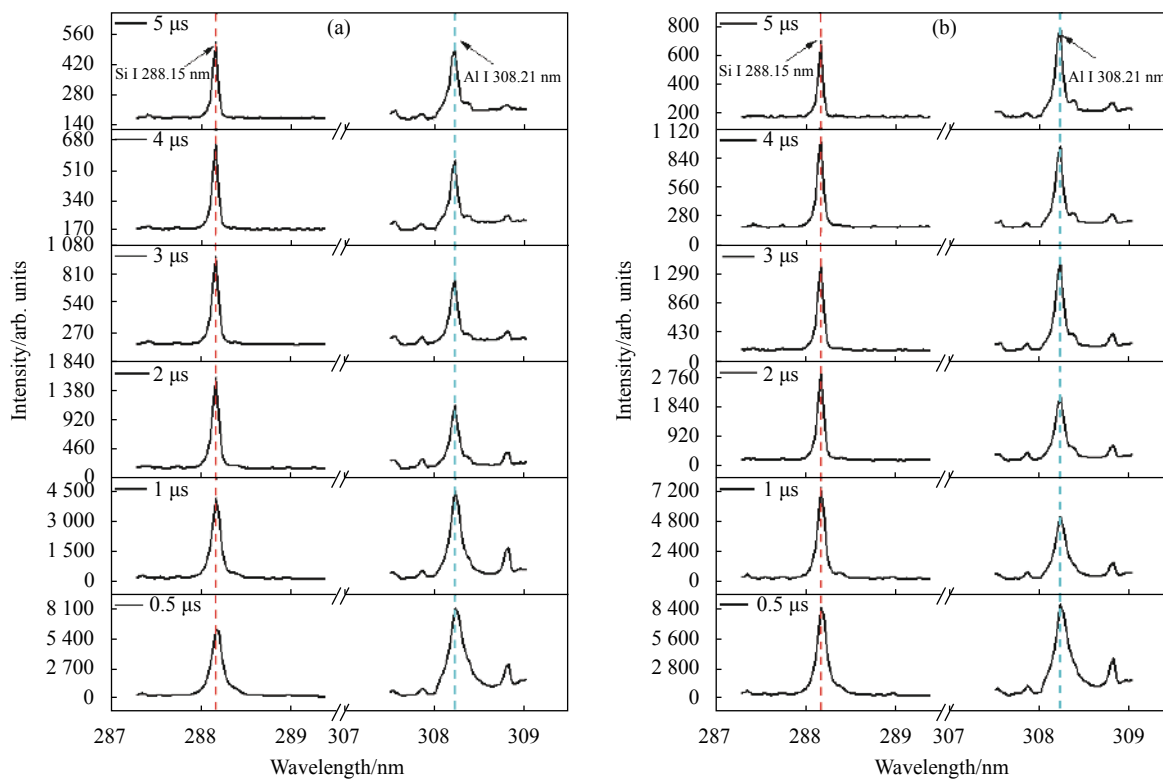 5 μs
(a)
Si I 288.15 nm
Al I 308.21 nm
560
420
280
140
4 μs
680
510
340
170
3 μs
1 080
810
540
270
2 μs
1 840
1 380
920
460
0
1 μs
4 500
3 000
1 500
0
0.5 μs
8 100
5 400
2 700
0
Intensity/arb. units
287 288 289 307 308 309
Wavelength/nm
5 μs
(b)
Si I 288.15 nm
Al I 308.21 nm
800
600
400
200
4 μs
1 120
840
560
280
0
3 μs
1 290
860
430
0
2 μs
2 760
1 840
920
0
1 μs
7 200
4 800
2 400
0
0.5 μs
8 400
5 600
2 800
0
Intensity/arb. units
287 288 289 307 308 309
Wavelength/nm